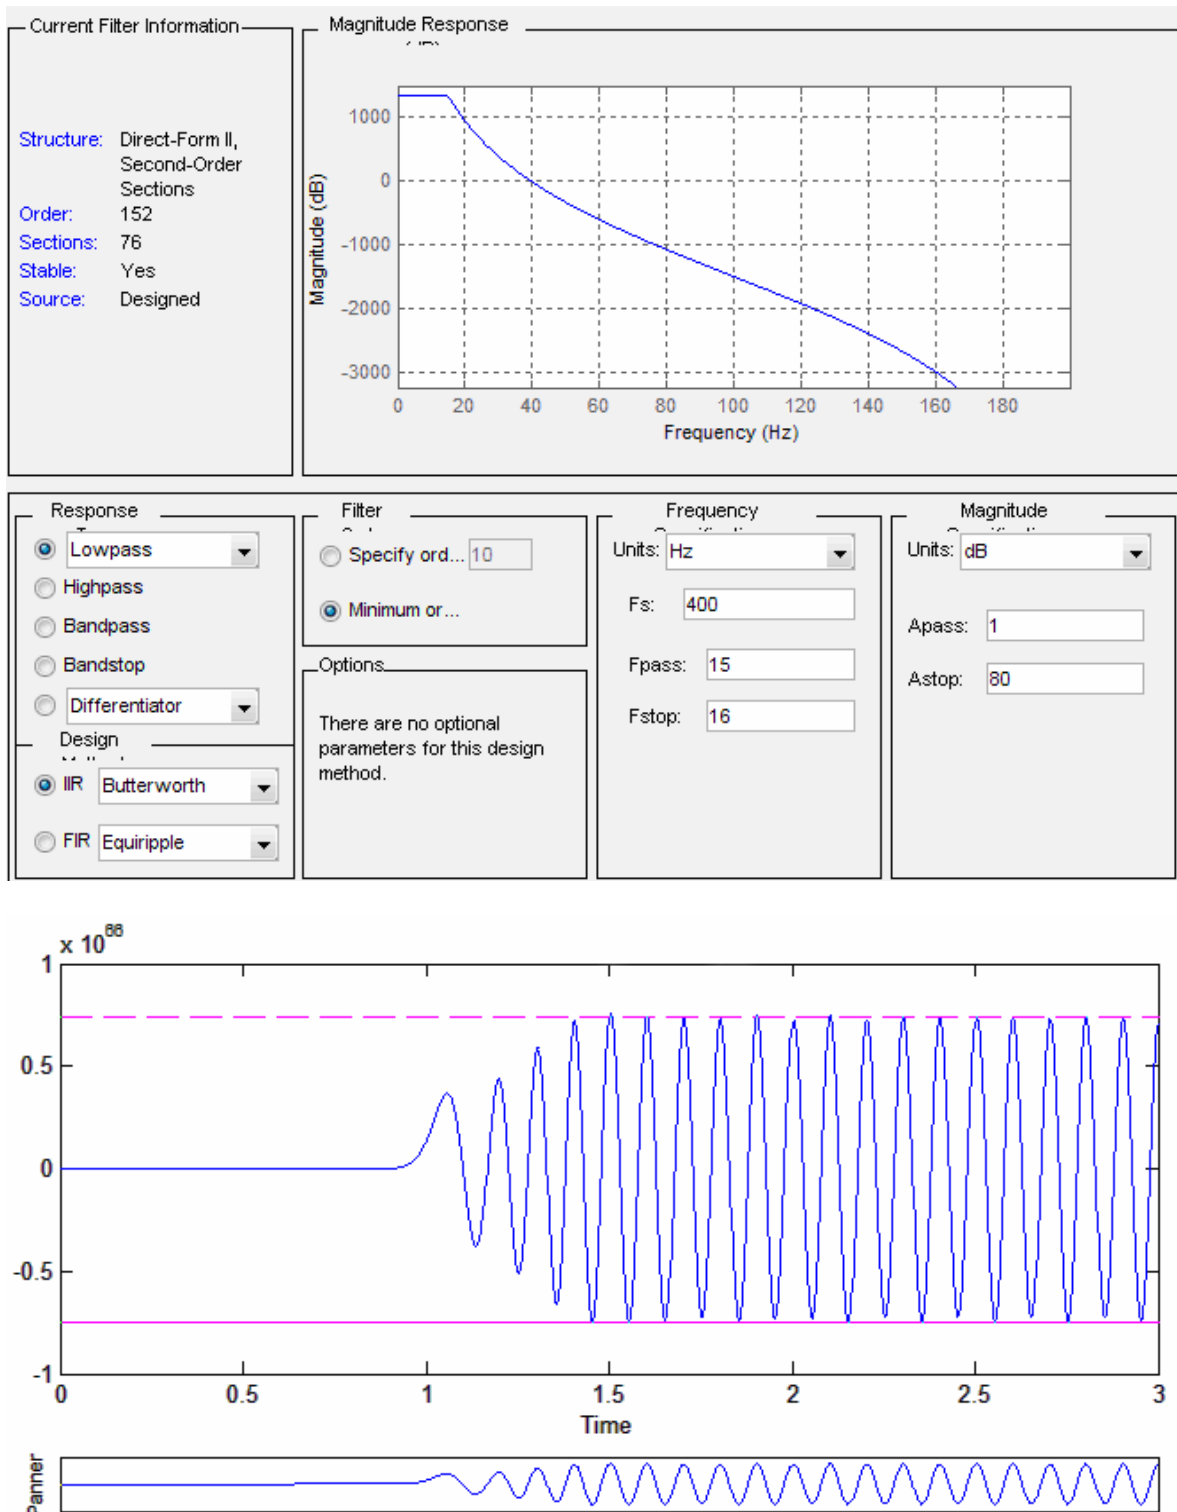 Current Filter Information
Structure: Direct-Form II,
Second-Order
Sections
Order: 152
Sections: 76
Stable: Yes
Source: Designed
Magnitude Response
1000
0
-1000
-2000
-3000
Magnitude (dB)
0 20 40 60 80 100 120 140 160 180
Frequency (Hz)
Response
Lowpass
Highpass
Bandpass
Bandstop
Differentiator
Design
IIR Butterworth
FIR Equiripple
Filter
Specify ord... 10
Minimum or...
Options
There are no optional
parameters for this design
method.
Frequency
Units: Hz
Fs: 400
Fpass: 15
Fstop: 16
Magnitude
Units: dB
Apass: 1
Astop: 80
1
0.5
0
-0.5
-1
0 0.5 1 1.5 2 2.5 3
Time
Panner